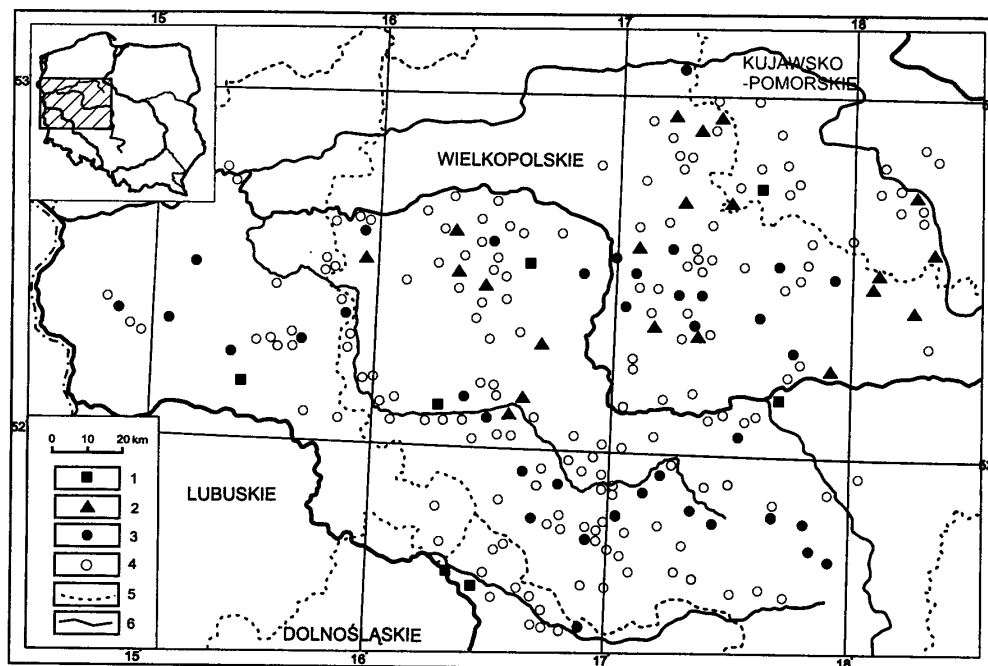 15 16 17 18
53
KUJAWSKO
-POMORSKIE
WIELKOPOLSKIE
52
0 10 20 km
1
2
3
4
5
6
LUBUSKIE
DOLNOŚLĄSKIE
15 16 17 18